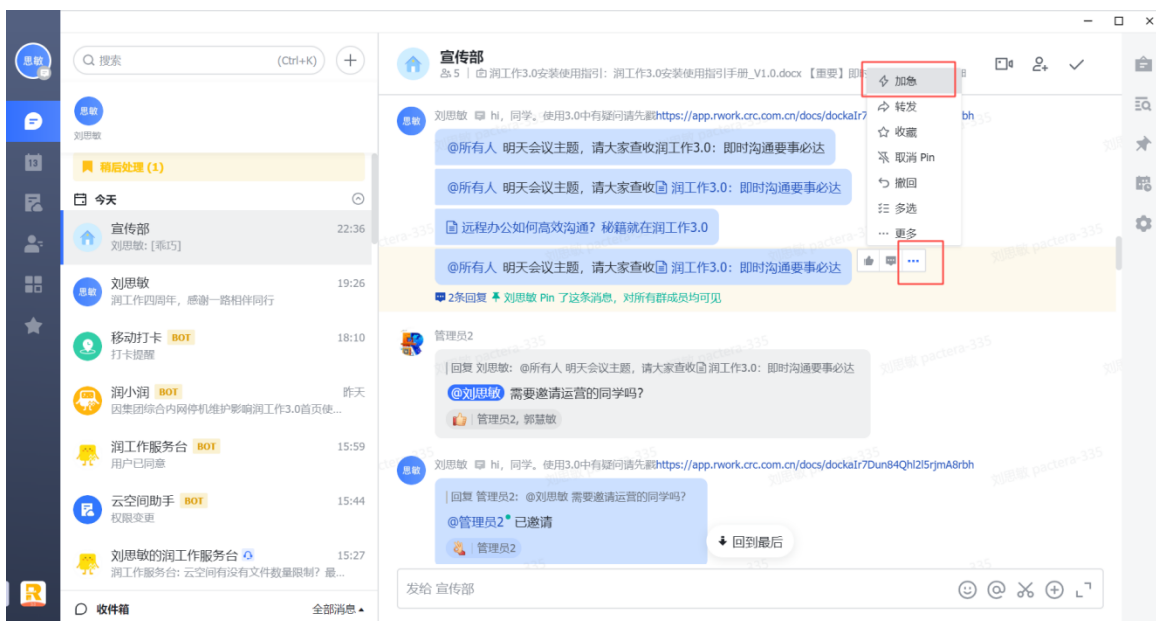 思敏
搜索
(Ctrl+K)
思敏
刘思敏
稍后处理 (1)
今天
宣传部
22:36
刘思敏: [乖巧]
思敏
刘思敏
19:26
润工作四周年，感谢一路相伴同行
移动打卡 BOT
18:10
打卡提醒
润小润 BOT
昨天
因集团综合内网停机维护影响润工作3.0首页使...
润工作服务台 BOT
15:59
用户已同意
云空间助手 BOT
15:44
权限变更
刘思敏的润工作服务台
15:27
润工作服务台: 云空间有没有文件数量限制？最...
收件箱
全部消息
13
宣传部
5 | 润工作3.0安装使用指引：润工作3.0安装使用指引手册_V1.0.docx 【重要】
加急
转发
收藏
取消 Pin
撤回
多选
更多
思敏
刘思敏 hi，同学。使用3.0中有疑问请先戳https://app.rwork.crc.com.cn/docs/dockaIr7
bh
@所有人 明天会议主题，请大家查收润工作3.0：即时沟通要事必达
@所有人 明天会议主题，请大家查收 润工作3.0：即时沟通要事必达
远程办公如何高效沟通？秘籍就在润工作3.0
@所有人 明天会议主题，请大家查收 润工作3.0：即时沟通要事必达
2条回复 刘思敏 Pin 了这条消息，对所有群成员均可见
管理员2
回复 刘思敏: @所有人 明天会议主题，请大家查收 润工作3.0：即时沟通要事必达
@刘思敏 需要邀请运营的同学吗?
管理员2, 郭慧敏
思敏
刘思敏 hi，同学。使用3.0中有疑问请先戳https://app.rwork.crc.com.cn/docs/dockaIr7Dun84Qhl2l5rjmA8rbh
回复 管理员2: @刘思敏 需要邀请运营的同学吗?
@管理员2 已邀请
管理员2
回到最后
发给 宣传部